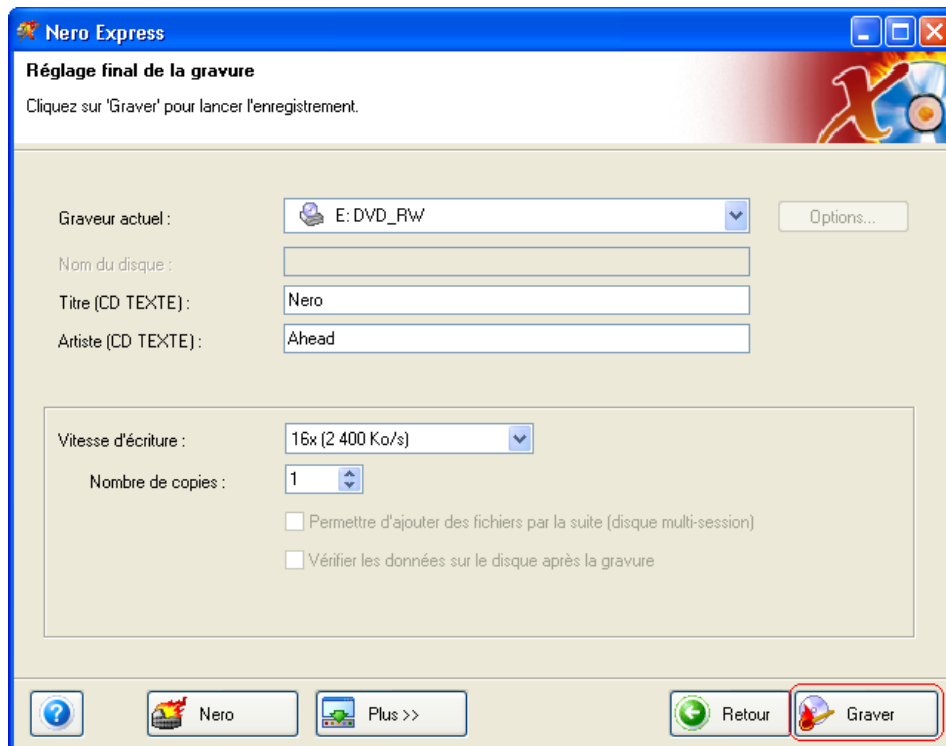 Nero Express
Réglage final de la gravure
Cliquez sur 'Graver' pour lancer l'enregistrement.
Graveur actuel :
E: DVD_RW
Options...
Nom du disque :
Titre (CD TEXTE) :
Nero
Artiste (CD TEXTE) :
Ahead
Vitesse d'écriture :
16x (2 400 Ko/s)
Nombre de copies :
1
Permettre d'ajouter des fichiers par la suite (disque multi-session)
Vérifier les données sur le disque après la gravure
Nero
Plus >>
Retour
Graver